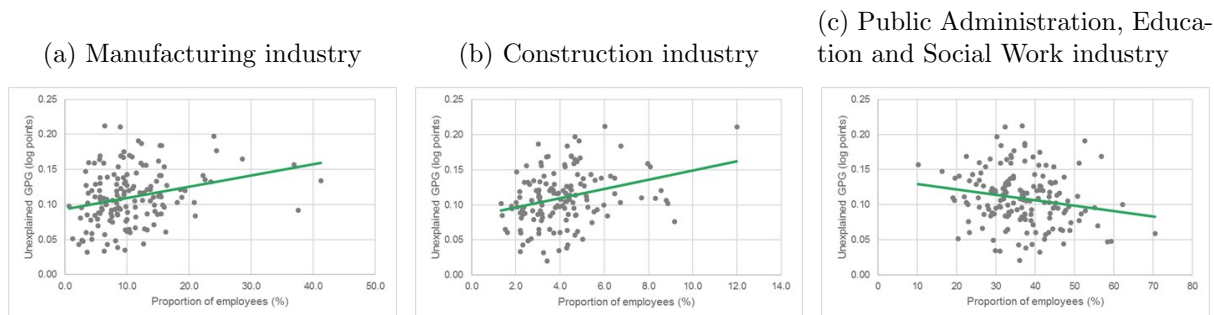 (a) Manufacturing industry
(b) Construction industry
(c) Public Administration, Educa-
tion and Social Work industry
Unexplained GPG (log points)
0.25
0.20
0.15
0.10
0.05
0.00
0.0 10.0 20.0 30.0 40.0 50.0
Proportion of employees (%)
Unexplained GPG (log points)
0.25
0.20
0.15
0.10
0.05
0.00
0.0 2.0 4.0 6.0 8.0 10.0 12.0 14.0
Proportion of employees (%)
Unexplained GPG (log points)
0.25
0.20
0.15
0.10
0.05
0.00
0 10 20 30 40 50 60 70 80
Proportion of employees (%)